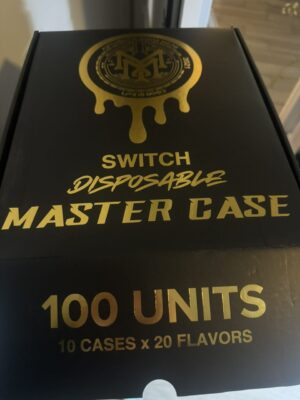 SWITCH
DISPOSABLE
MASTER CASE
100 UNITS
10 CASES x 20 FLAVORS